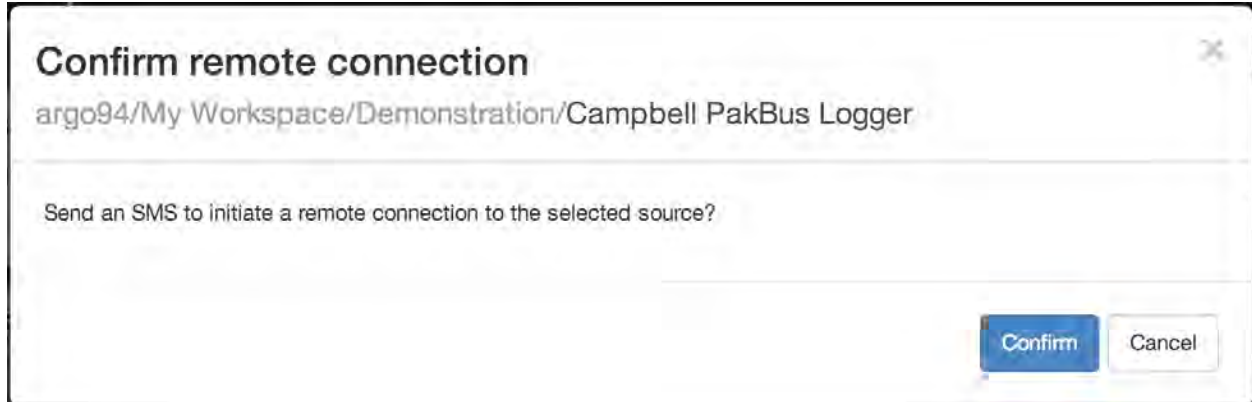 Confirm remote connection
argo94/My Workspace/Demonstration/Campbell PakBus Logger
Send an SMS to initiate a remote connection to the selected source?
Confirm Cancel